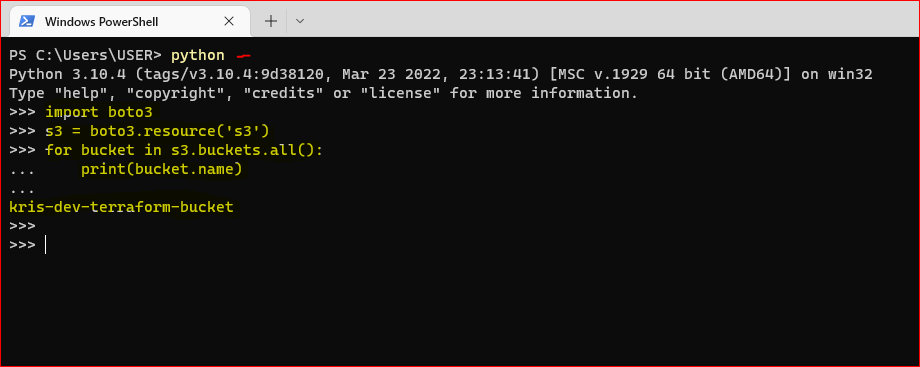 Windows PowerShell
PS C:\Users\USER> python
Python 3.10.4 (tags/v3.10.4:9d38120, Mar 23 2022, 23:13:41) [MSC v.1929 64 bit (AMD64)] on win32
Type "help", "copyright", "credits" or "license" for more information.
>>> import boto3
>>> s3 = boto3.resource('s3')
>>> for bucket in s3.buckets.all():
...     print(bucket.name)
...
kris-dev-terraform-bucket
>>>
>>>